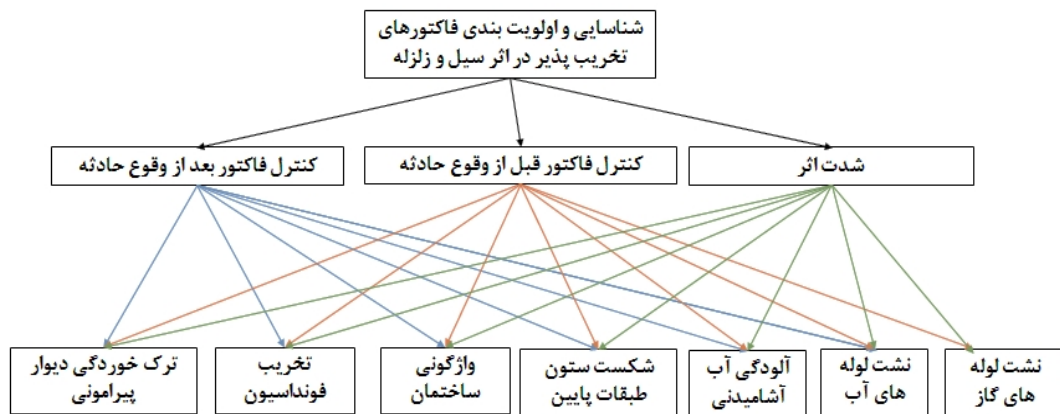 شناسایی و اولویت بندی فاکتورهای
تخریب پذیر در اثر سیل و زلزله
شدت اثر
کنترل فاکتور قبل از وقوع حادثه
کنترل فاکتور بعد از وقوع حادثه
نشت لوله
های گاز
نشت لوله
های آب
آلودگی آب
آشامیدنی
شکست ستون
طبقات پایین
واژگونی
ساختمان
تخریب
فونداسیون
ترک خوردگی دیوار
پیرامونی